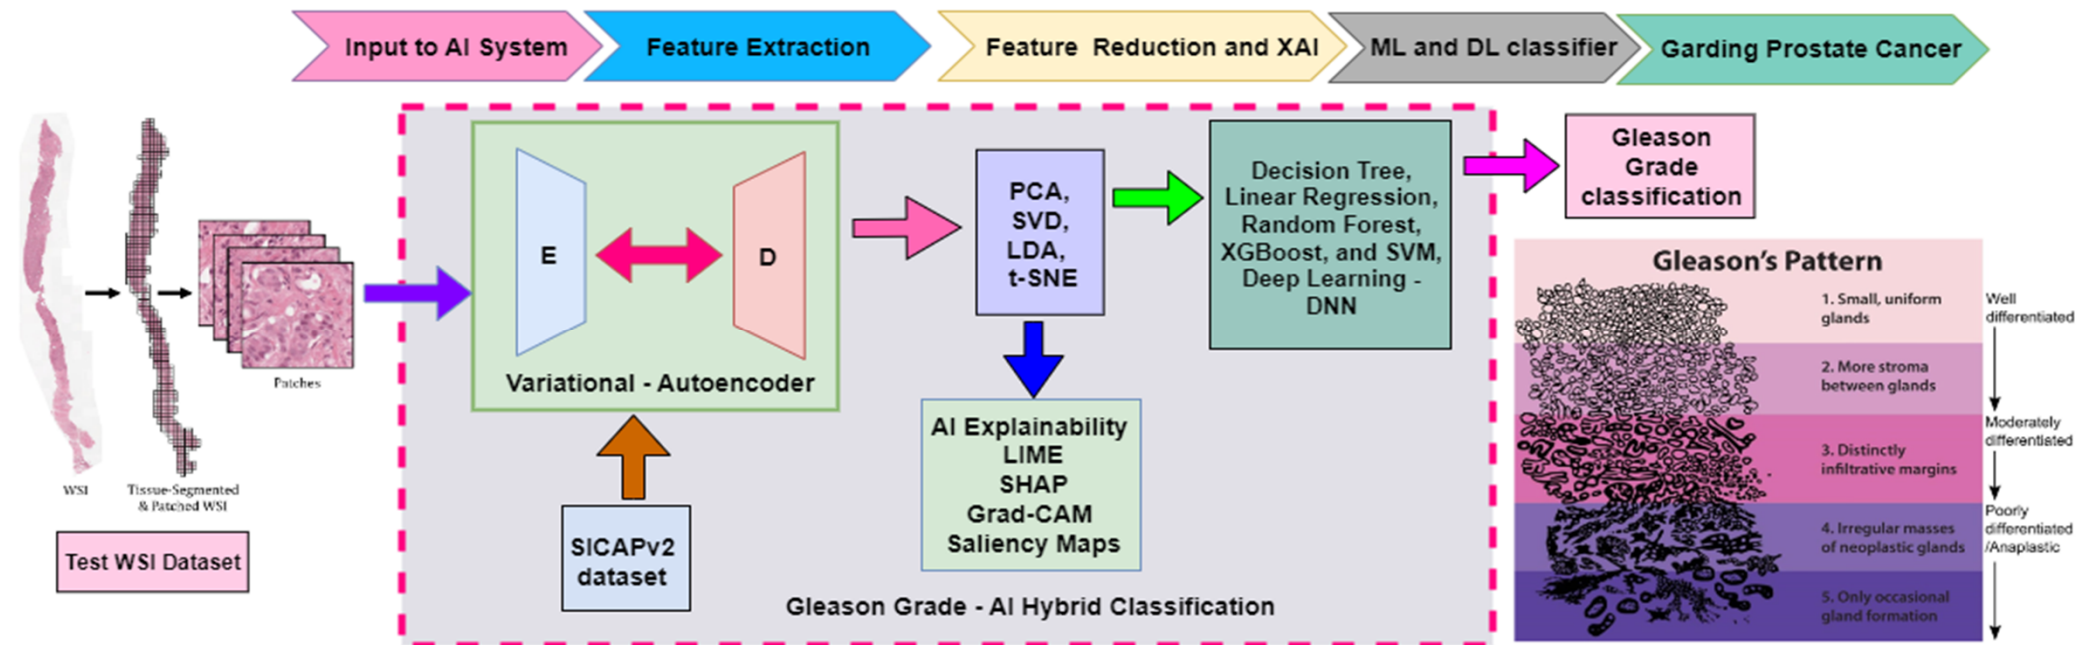 Input to AI System
Feature Extraction
Feature Reduction and XAI
ML and DL classifier
Garding Prostate Cancer
WSI
Tissue-Segmented
& Patched WSI
Patches
Test WSI Dataset
E
D
Variational - Autoencoder
SICAPv2
dataset
PCA,
SVD,
LDA,
t-SNE
AI Explainability
LIME
SHAP
Grad-CAM
Saliency Maps
Decision Tree,
Linear Regression,
Random Forest,
XGBoost, and SVM,
Deep Learning -
DNN
Gleason Grade - AI Hybrid Classification
Gleason
Grade
classification
Gleason's Pattern
1. Small, uniform
glands
2. More stroma
between glands
3. Distinctly
infiltrative margins
4. Irregular masses
of neoplastic glands
5. Only occasional
gland formation
Well
differentiated
Moderately
differentiated
Poorly
differentiated
/Anaplastic